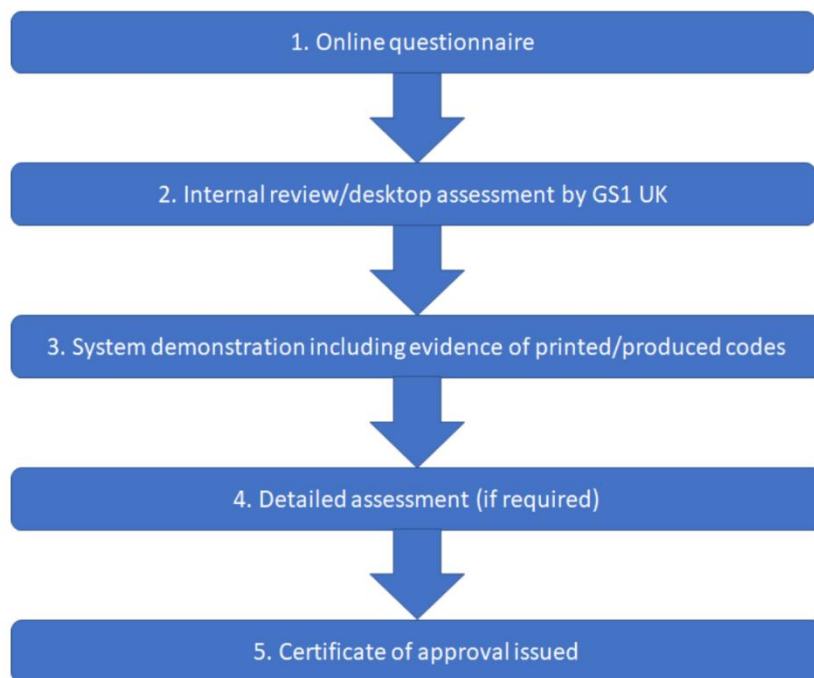 1. Online questionnaire
2. Internal review/desktop assessment by GS1 UK
3. System demonstration including evidence of printed/produced codes
4. Detailed assessment (if required)
5. Certificate of approval issued